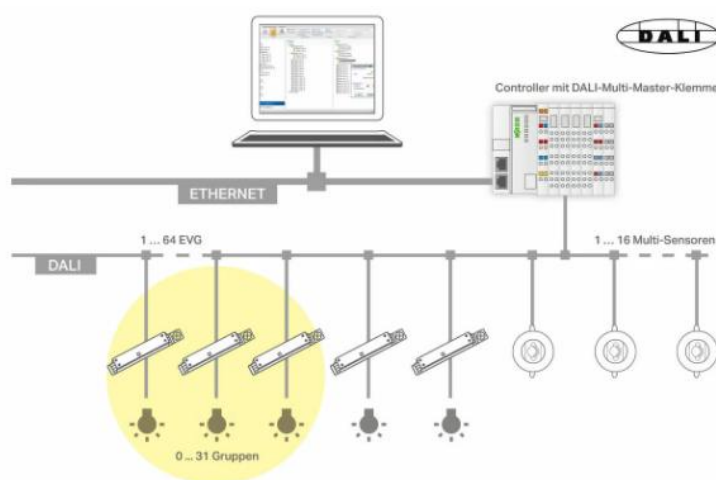 DALI
Controller mit DALI-Multi-Master-Klemme
WAGO
ETHERNET
1 ... 64 EVG
1 ... 16 Multi-Sensoren
DALI
0 ... 31 Gruppen